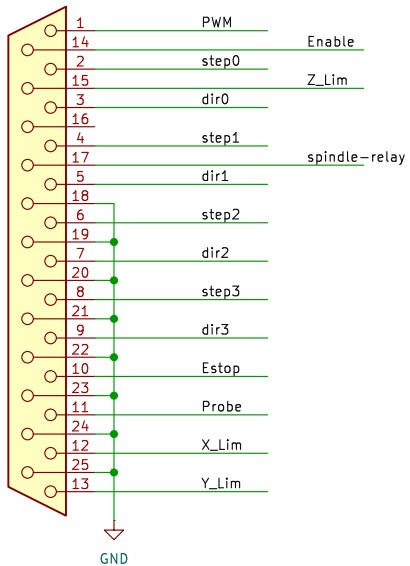 1 PWM
14 Enable
2 step0
15 Z_Lim
3 dir0
16
4 step1
17 spindle-relay
5 dir1
18
6 step2
19
7 dir2
20
8 step3
21
9 dir3
22
10 Estop
23
11 Probe
24
12 X_Lim
25
13 Y_Lim
GND